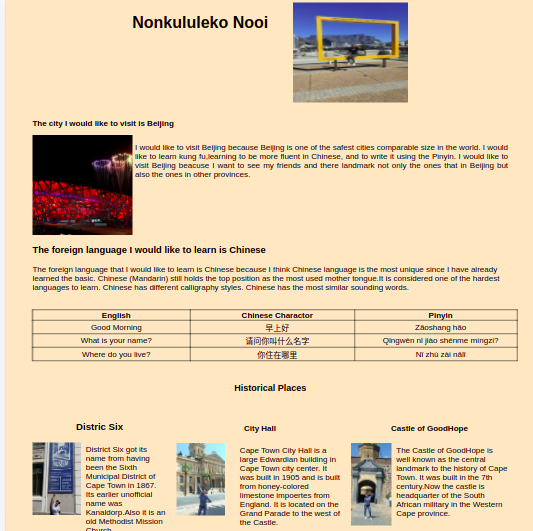 Nonkululeko Nooi
The city I would like to visit is Beijing
I would like to visit Beijing because Beijing is one of the safest cities comparable size in the world. I would
like to learn kung fu,learning to be more fluent in Chinese, and to write it using the Pinyin. I would like to
visit Beijing beacuse I want to see my friends and there landmark not only the ones that in Beijing but
also the ones in other provinces.
The foreign language I would like to learn is Chinese
The foreign language that I would like to learn is Chinese because I think Chinese language is the most unique since I have already
learned the basic. Chinese (Mandarin) still holds the top position as the most used mother tongue.It is considered one of the hardest
languages to learn. Chinese has different calligraphy styles. Chinese has the most similar sounding words.
English Chinese Charactor Pinyin
Good Morning 早上好 Zǎoshang hǎo
What is your name? 请问你叫什么名字 Qǐngwèn nǐ jiào shénme míngzì?
Where do you live? 你住在哪里 Nǐ zhù zài nǎlǐ
Historical Places
Distric Six
District Six got its
name from having
been the Sixth
Municipal District of
Cape Town in 1867.
Its earlier unofficial
name was
Kanaldorp.Also it is an
old Methodist Mission
Church
City Hall
Cape Town City Hall is a
large Edwardian building in
Cape Town city center. It
was built in 1905 and is built
from honey-colored
limestone impoertes from
England. It is located on the
Grand Parade to the west of
the Castle.
Castle of GoodHope
The Castle of GoodHope is
well known as the central
landmark to the history of Cape
Town. It was built in the 7th
century.Now the castle is
headquarter of the South
African military in the Western
Cape province.